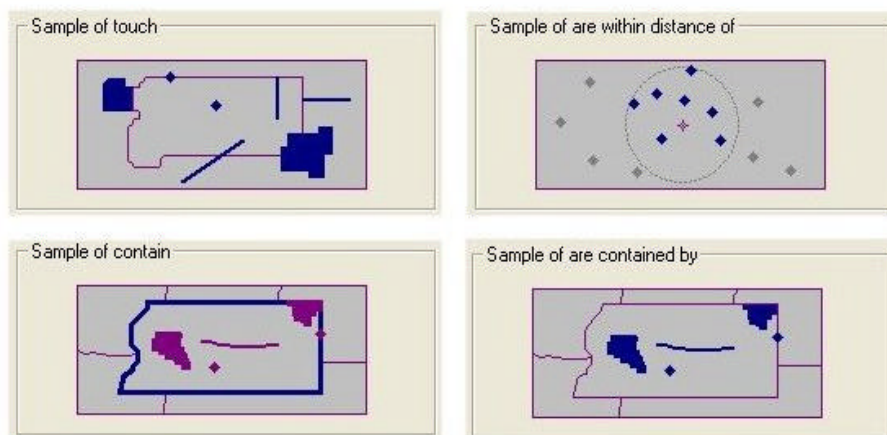 Sample of touch
Sample of are within distance of
Sample of contain
Sample of are contained by